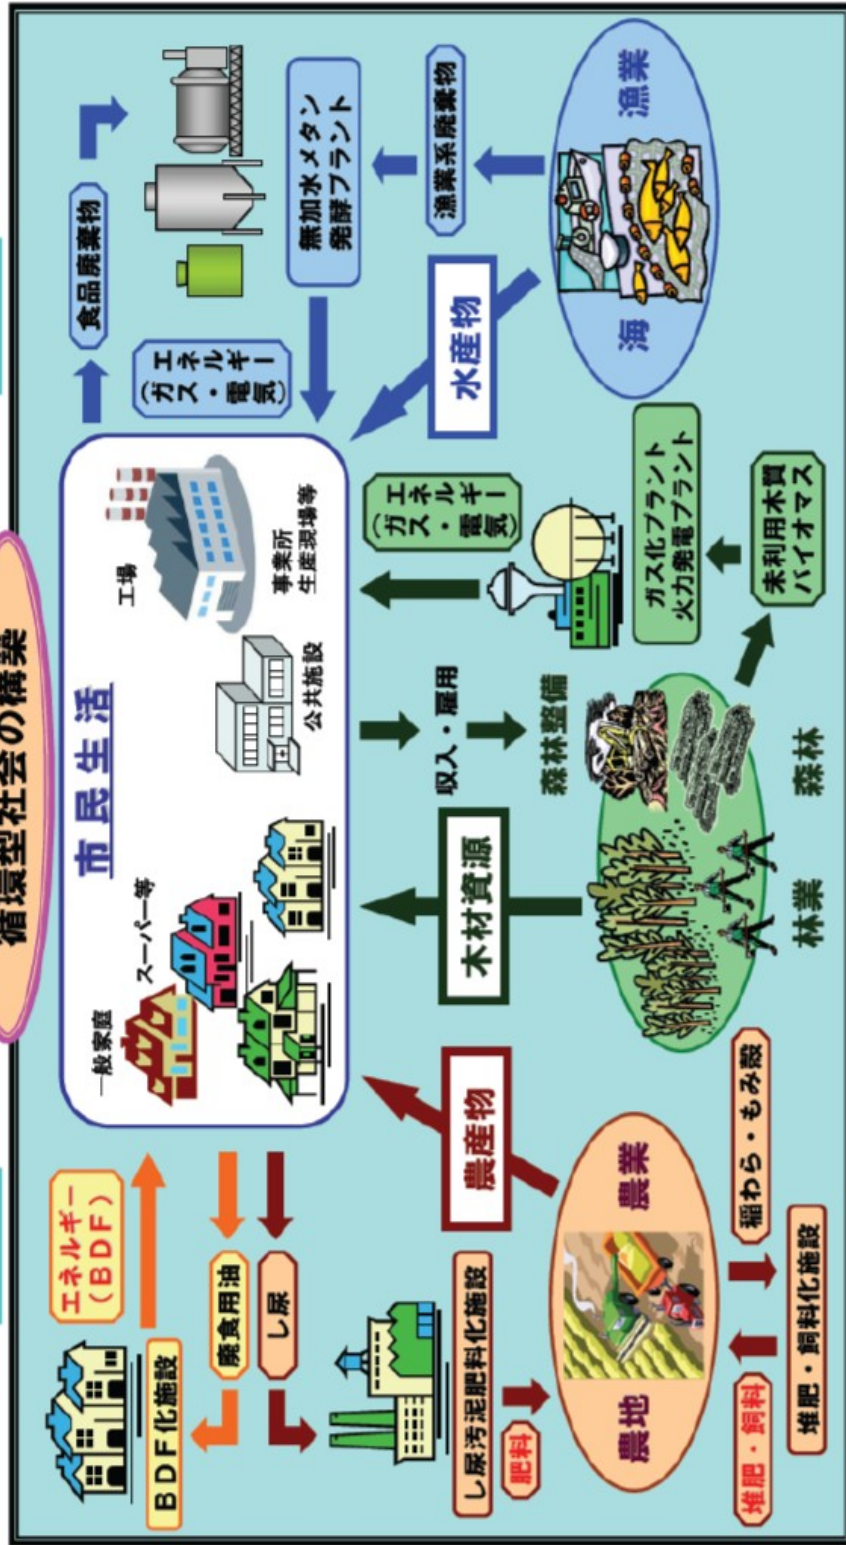 循環型社会の構築
市民生活
一般家庭
スーパー等
公共施設
工場
事業所
生産現場等
エネルギー
(BDF)
BDF化施設
廃食用油
し尿
し尿汚泥肥料化施設
肥料
農産物
農地
農業
堆肥・飼料
稲わら・もみ殻
堆肥・飼料化施設
木材資源
収入・雇用
森林整備
林業
森林
エネルギー
(ガス・電気)
ガス化プラント
火力発電プラント
未利用木質
バイオマス
食品廃棄物
エネルギー
(ガス・電気)
無加水メタン
発酵プラント
漁業系廃棄物
水産物
海
漁業